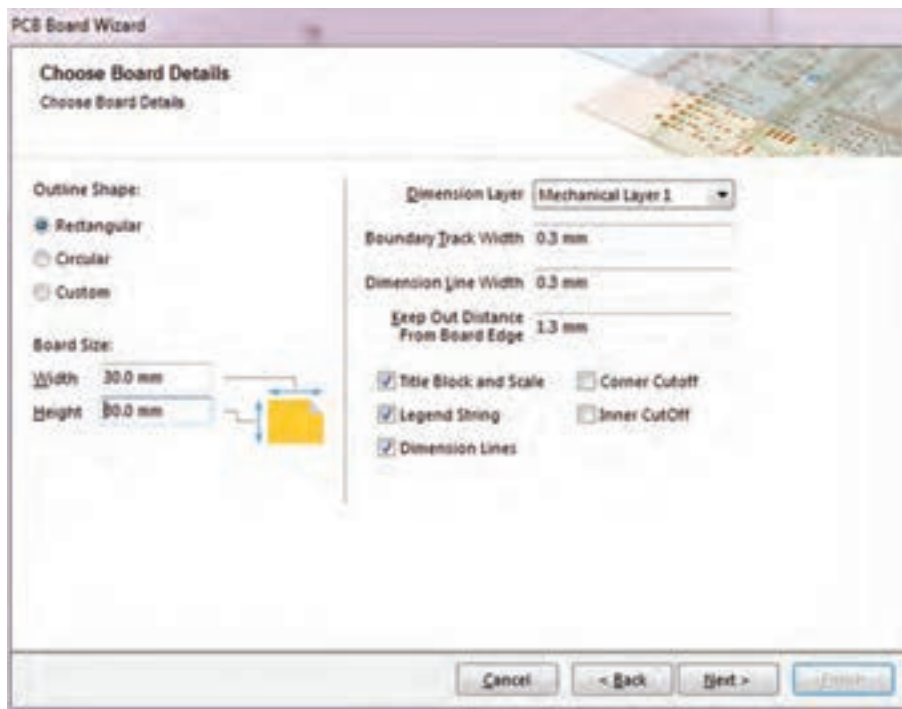 PCB Board Wizard
Choose Board Details
Choose Board Details
Outline Shape:
Rectangular
Circular
Custom
Board Size:
Width 30.0 mm
Height 30.0 mm
Dimension Layer Mechanical Layer 1
Boundary Track Width 0.3 mm
Dimension Line Width 0.3 mm
Keep Out Distance
From Board Edge 1.3 mm
Title Block and Scale Corner Cutoff
Legend String Inner CutOff
Dimension Lines
Cancel < Back Next > Finish